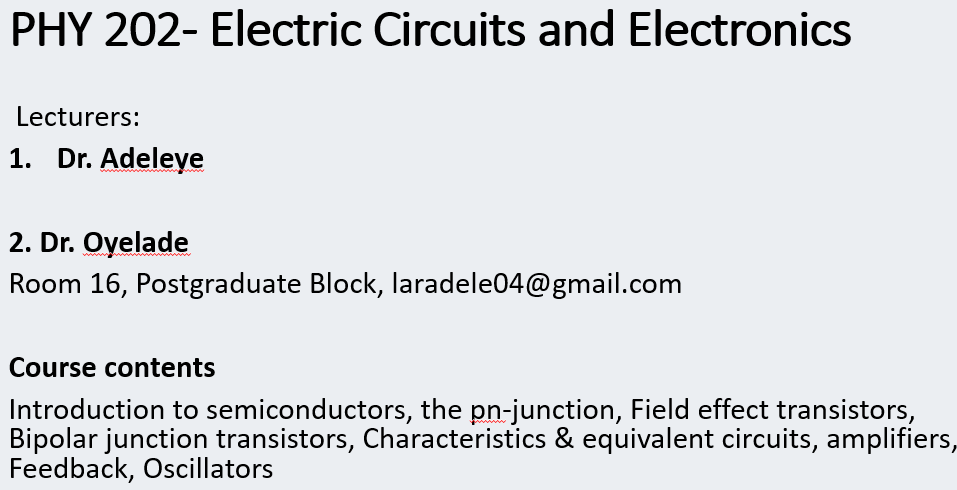 PHY 202- Electric Circuits and Electronics
Lecturers:
1. Dr. Adeleye
2. Dr. Oyelade
Room 16, Postgraduate Block, laradele04@gmail.com
Course contents
Introduction to semiconductors, the pn-junction, Field effect transistors,
Bipolar junction transistors, Characteristics & equivalent circuits, amplifiers,
Feedback, Oscillators